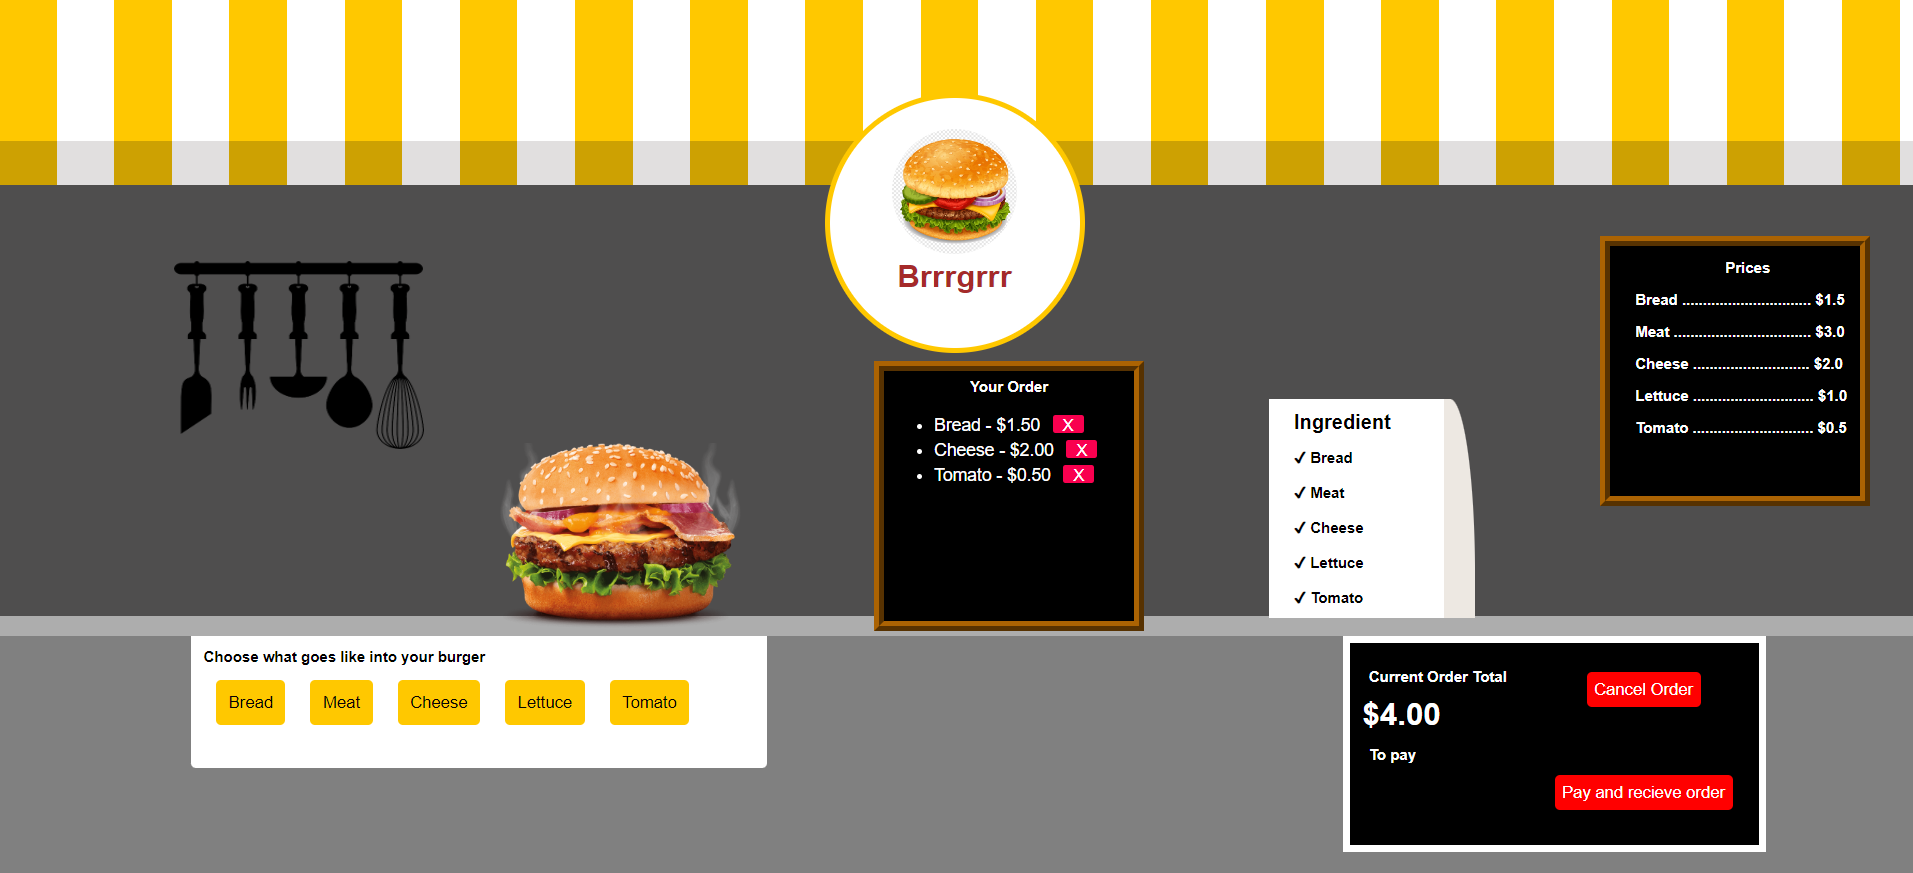 Brrrgrrr
Prices
Bread ............................... $1.5
Meat ................................. $3.0
Cheese ............................ $2.0
Lettuce ............................. $1.0
Tomato ............................. $0.5
Your Order
• Bread - $1.50 X
• Cheese - $2.00 X
• Tomato - $0.50 X
Ingredient
✓ Bread
✓ Meat
✓ Cheese
✓ Lettuce
✓ Tomato
Choose what goes like into your burger
Bread Meat Cheese Lettuce Tomato
Current Order Total
Cancel Order
$4.00
To pay
Pay and recieve order